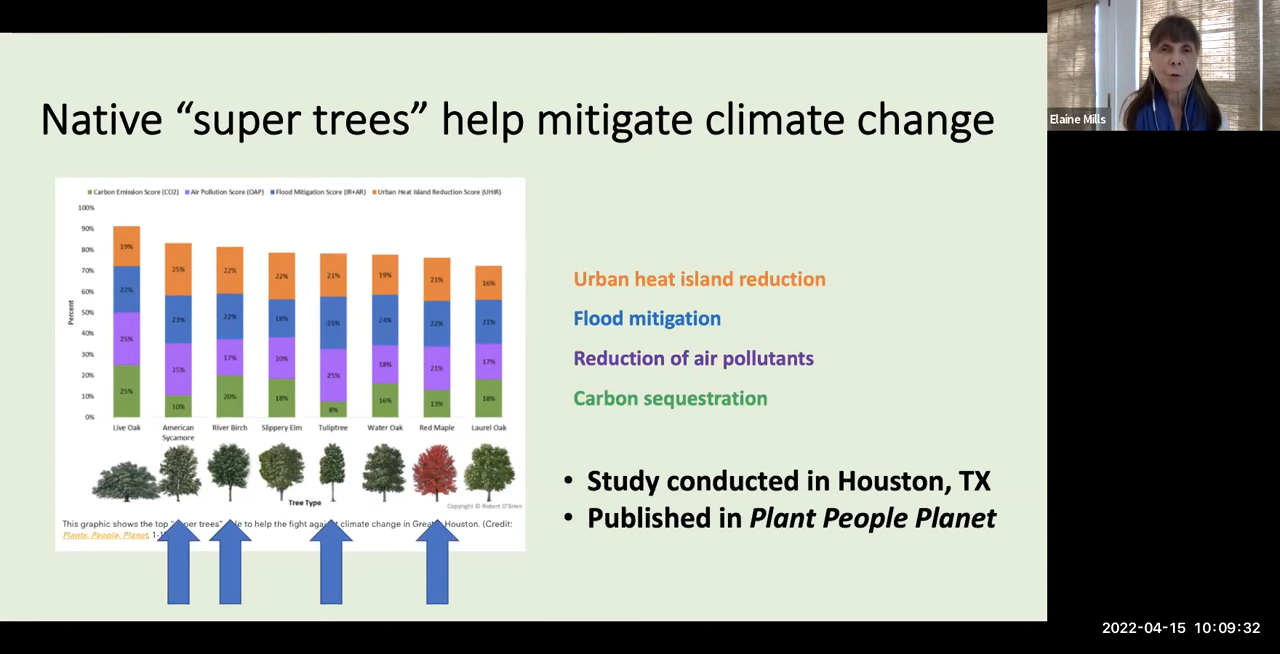 Native “super trees” help mitigate climate change
Elaine Mills
Carbon Emission Score (CO2) Air Pollution Score (OAP) Flood Mitigation Score (IR+AR) Urban Heat Island Reduction Score (UHIR)
100%
90%
80%
70%
60%
50%
40%
30%
20%
10%
0%
Percent
19% 25% 22% 22% 21% 19% 21% 16%
22% 23% 22% 18% 25% 24% 22% 21%
25% 25% 17% 20% 25% 18% 21% 17%
25% 10% 20% 18% 8% 16% 13% 18%
Live Oak American Sycamore River Birch Slippery Elm Tuliptree Water Oak Red Maple Laurel Oak
Tree Type
Copyright © Robert O'Brien
This graphic shows the top to help the fight climate change in Houston. (Credit:
Plants, People, Planet,
Urban heat island reduction
Flood mitigation
Reduction of air pollutants
Carbon sequestration
• Study conducted in Houston, TX
• Published in Plant People Planet
2022-04-15 10:09:32